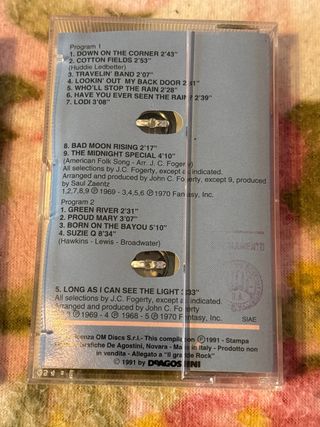 Program 1
1. DOWN ON THE CORNER 2'43"
2. COTTON FIELDS 2'53"
(Huddie Ledbetter)
3. TRAVELIN' BAND 2'07"
4. LOOKIN' OUT MY BACK DOOR 2'31"
5. WHO'LL STOP THE RAIN 2'28"
6. HAVE YOU EVER SEEN THE RAIN 2'39"
7. LODI 3'08"
8. BAD MOON RISING 2'17"
9. THE MIDNIGHT SPECIAL 4'10"
(American Folk Song - Arr. J.C. Fogerty)
All selections by J.C. Fogerty, except 2 indicated.
Arranged and produced by John C. Fogerty, except 9, produced
by Saul Zaentz
1,2,7,8,9 Ⓟ 1969 - 3,4,5,6 Ⓟ 1970 Fantasy, Inc.
Program 2
1. GREEN RIVER 2'31"
2. PROUD MARY 3'07"
3. BORN ON THE BAYOU 5'10"
4. SUZIE Q 8'34"
(Hawkins - Lewis - Broadwater)
5. LONG AS I CAN SEE THE LIGHT 3'33"
All selections by J.C. Fogerty, except 4 indicated.
Arranged and produced by John C. Fogerty
Ⓟ 1969 - 4 Ⓟ 1968 - 5 Ⓟ 1970 Fantasy, Inc.
SIAE
Licenza OM Discs S.r.l.- This compilation Ⓟ 1991 - Stampa
Grafiche De Agostini, Novara - Made in Italy - Prodotto non
in vendita - Allegato a "Il grande Rock"
© 1991 by DEAGOSTINI